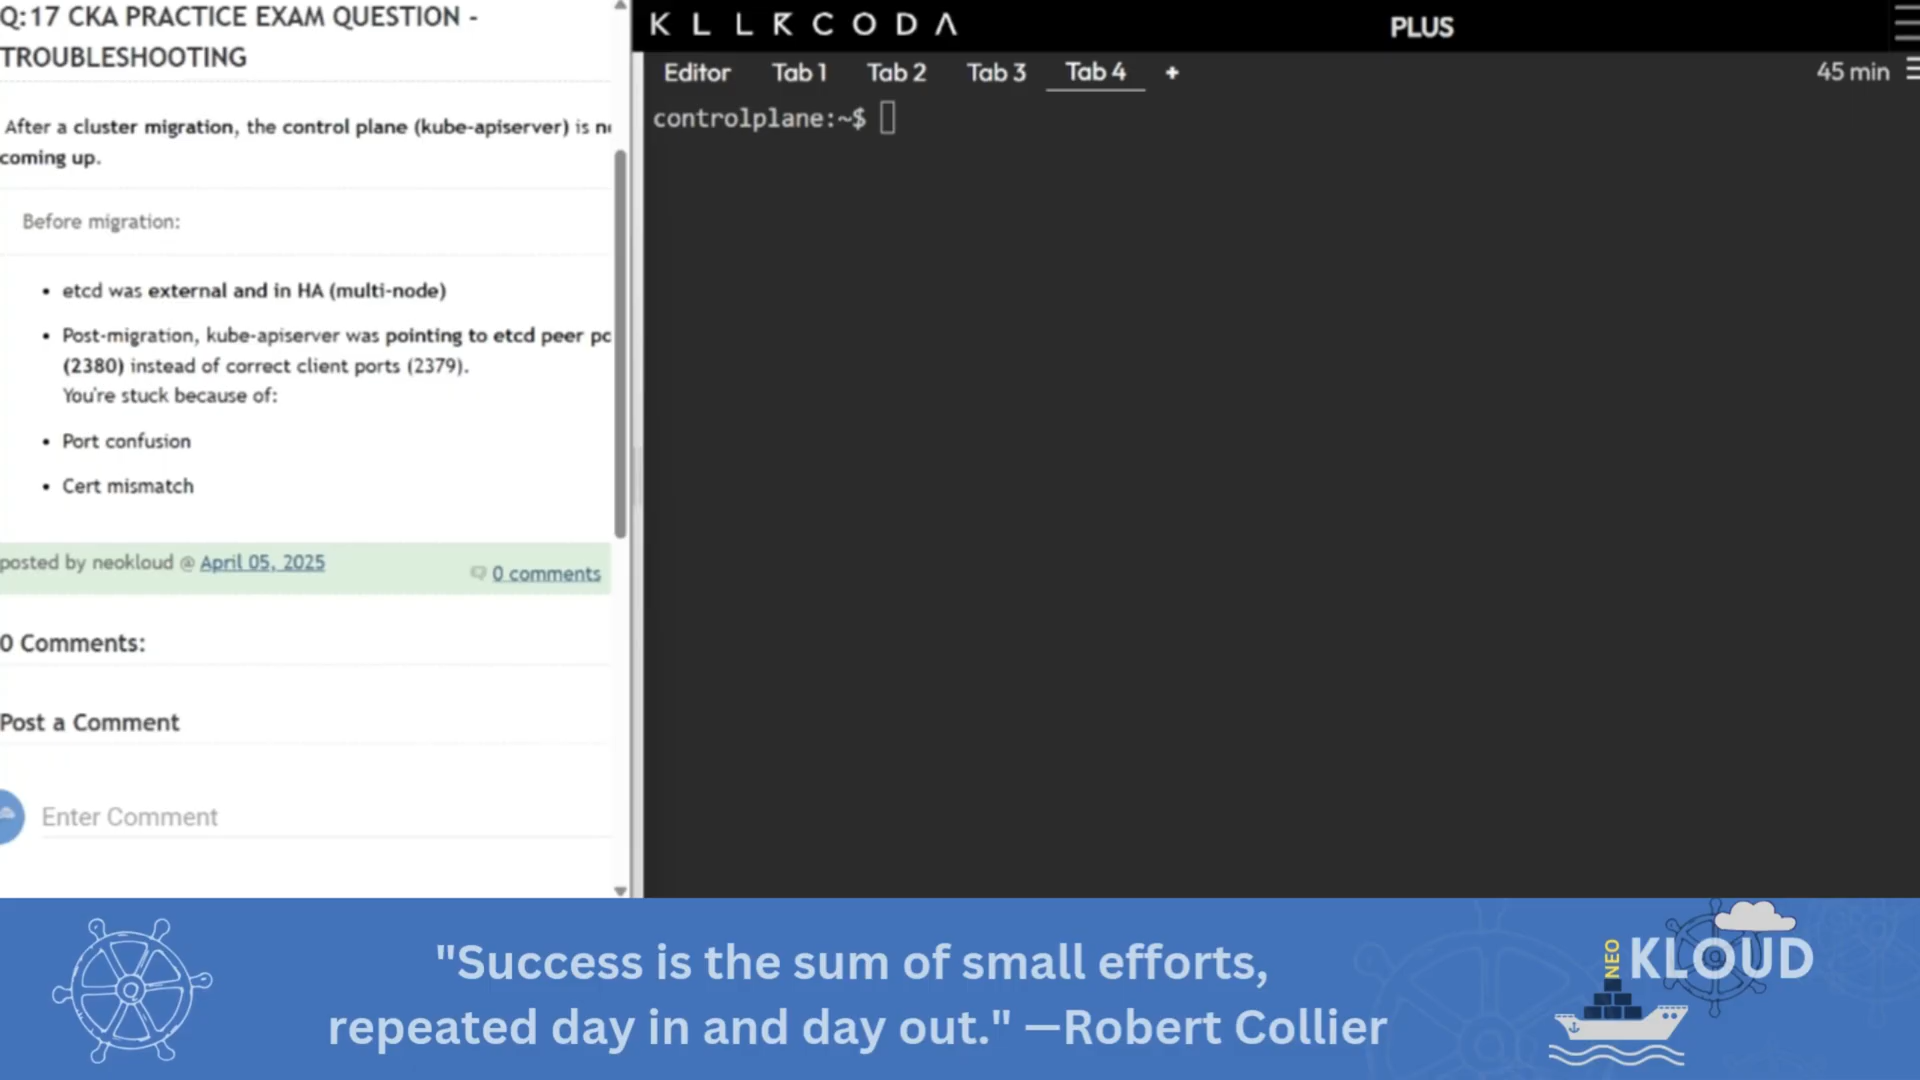 Q:17 CKA PRACTICE EXAM QUESTION -
TROUBLESHOOTING
After a cluster migration, the control plane (kube-apiserver) is
coming up.
Before migration:
• etcd was external and in HA (multi-node)
• Post-migration, kube-apiserver was pointing to etcd peer
(2380) instead of correct client ports (2379).
You're stuck because of:
• Port confusion
• Cert mismatch
posted by neokloud @ April 05, 2025
0 comments
0 Comments:
Post a Comment
Enter Comment
KILLERCODA
PLUS
Editor Tab 1 Tab 2 Tab 3 Tab 4 +
45 min
controlplane:~$
"Success is the sum of small efforts,
repeated day in and day out." —Robert Collier
NEO KLOUD